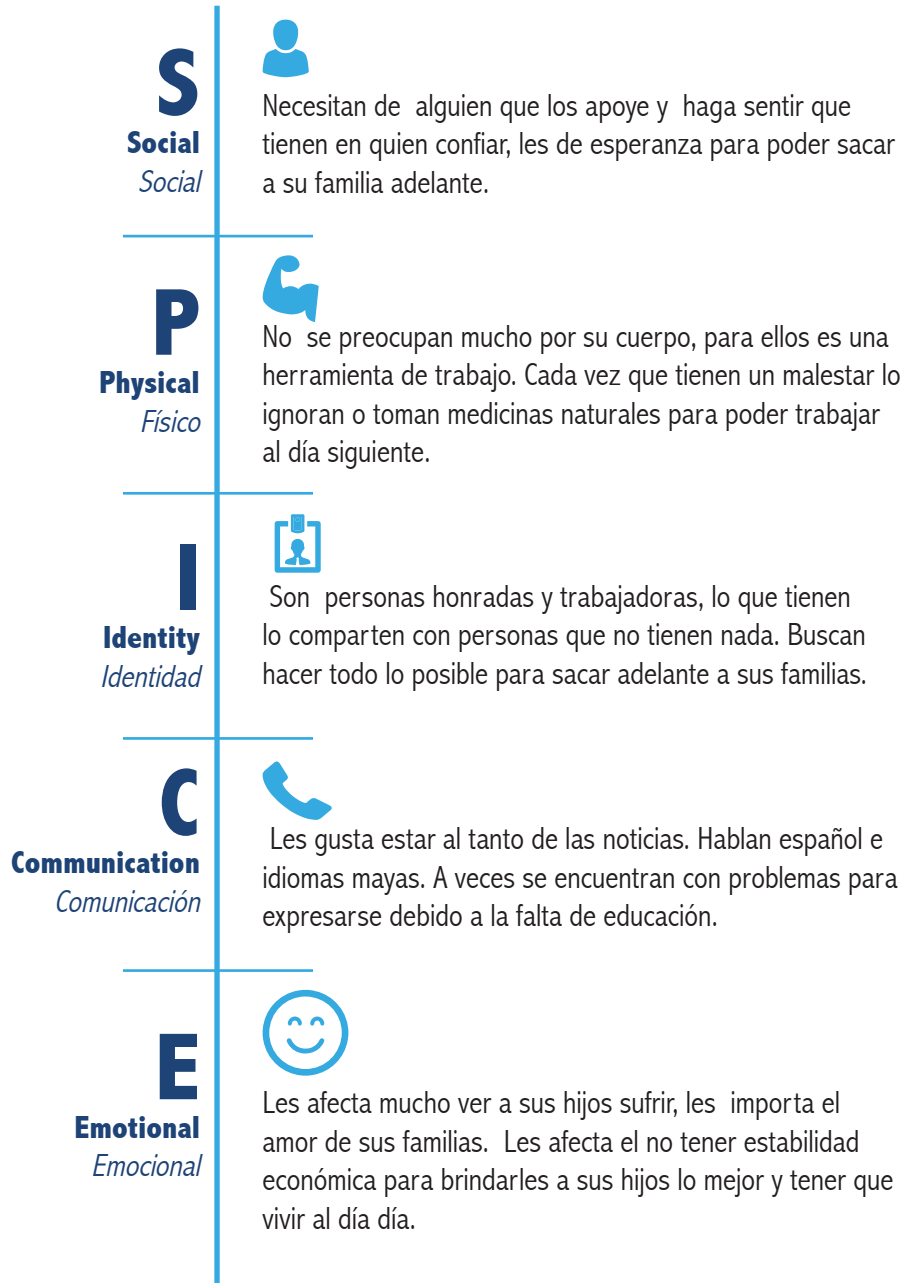 S
Social
Social
Necesitan de alguien que los apoye y haga sentir que
tienen en quien confiar, les de esperanza para poder sacar
a su familia adelante.
P
Physical
Físico
No se preocupan mucho por su cuerpo, para ellos es una
herramienta de trabajo. Cada vez que tienen un malestar lo
ignoran o toman medicinas naturales para poder trabajar
al día siguiente.
I
Identity
Identidad
Son personas honradas y trabajadoras, lo que tienen
lo comparten con personas que no tienen nada. Buscan
hacer todo lo posible para sacar adelante a sus familias.
C
Communication
Comunicación
Les gusta estar al tanto de las noticias. Hablan español e
idiomas mayas. A veces se encuentran con problemas para
expresarse debido a la falta de educación.
E
Emotional
Emocional
Les afecta mucho ver a sus hijos sufrir, les importa el
amor de sus familias. Les afecta el no tener estabilidad
económica para brindarles a sus hijos lo mejor y tener que
vivir al día día.